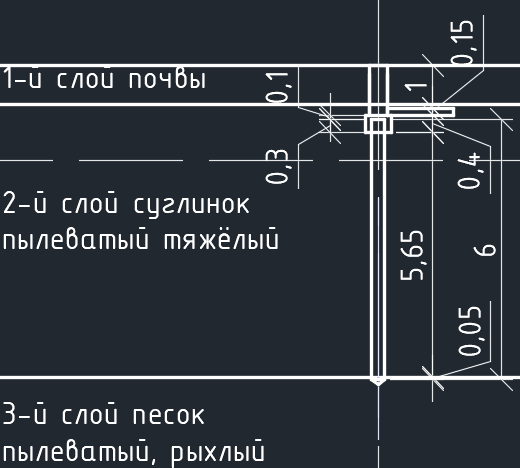 0,15
1-й слой почвы
0,1
1
0,3
0,4
2-й слой суглинок
пылеватый тяжёлый
5,65
6
0,05
3-й слой песок
пылеватый, рыхлый